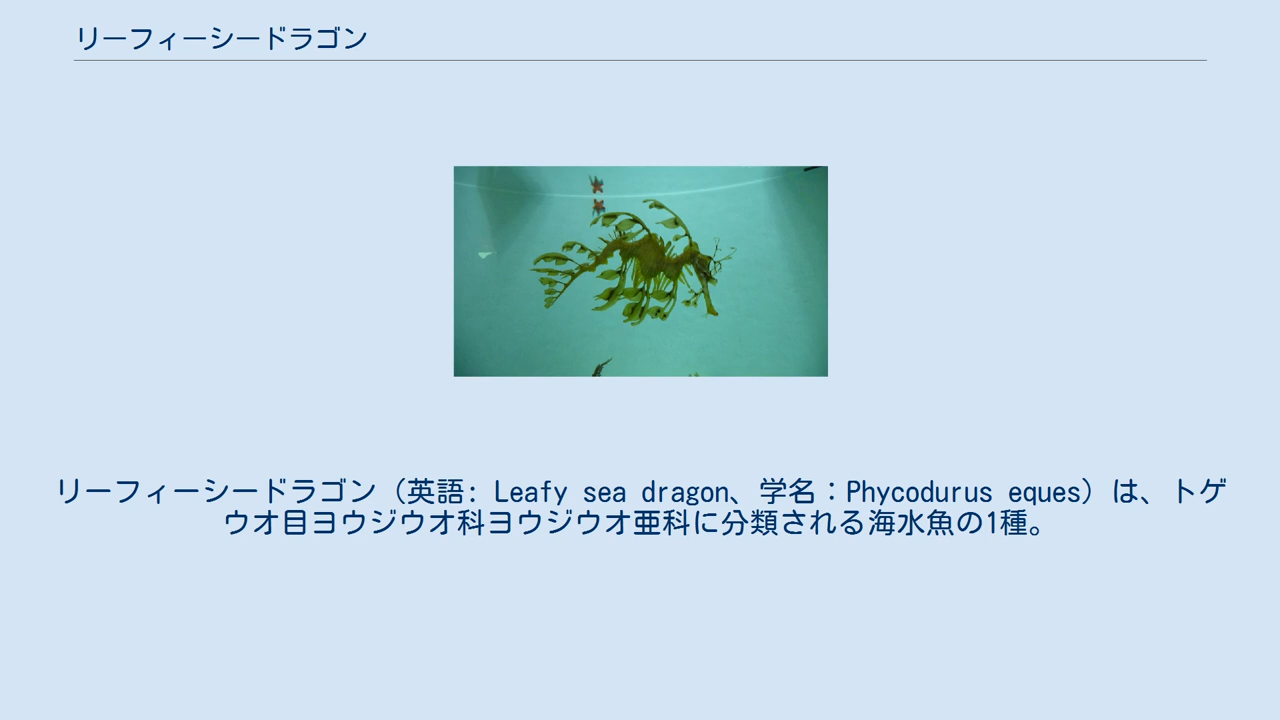 リーフィーシードラゴン
リーフィーシードラゴン（英語: Leafy sea dragon、学名：Phycodurus eques）は、トゲ
ウオ目ヨウジウオ科ヨウジウオ亜科に分類される海水魚の1種。